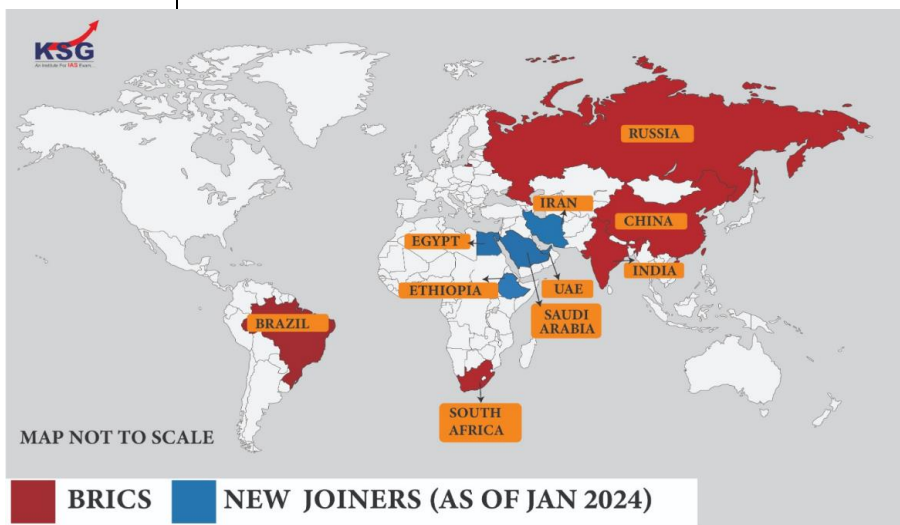 KSG
An Institute For IAS Exam...
RUSSIA
IRAN
CHINA
EGYPT
INDIA
ETHIOPIA
UAE
SAUDI
ARABIA
BRAZIL
SOUTH
AFRICA
MAP NOT TO SCALE
BRICS
NEW JOINERS (AS OF JAN 2024)